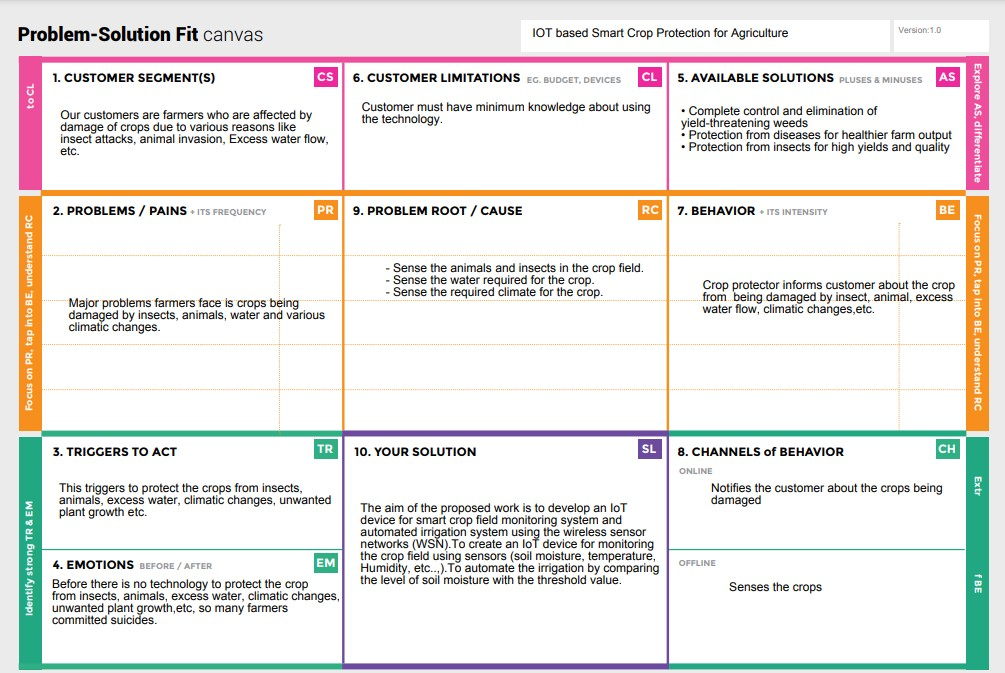 Problem-Solution Fit canvas
IOT based Smart Crop Protection for Agriculture
Version:1.0
to CL
1. CUSTOMER SEGMENT(S)
CS
Our customers are farmers who are affected by
damage of crops due to various reasons like
insect attacks, animal invasion, Excess water flow,
etc.
6. CUSTOMER LIMITATIONS EG. BUDGET, DEVICES
CL
Customer must have minimum knowledge about using
the technology.
5. AVAILABLE SOLUTIONS PLUSES & MINUSES
AS
• Complete control and elimination of
yield-threatening weeds
• Protection from diseases for healthier farm output
• Protection from insects for high yields and quality
Explore AS, differentiate
Focus on PR, tap into BE, understand RC
2. PROBLEMS / PAINS + ITS FREQUENCY
PR
Major problems farmers face is crops being
damaged by insects, animals, water and various
climatic changes.
9. PROBLEM ROOT / CAUSE
RC
- Sense the animals and insects in the crop field.
- Sense the water required for the crop.
- Sense the required climate for the crop.
7. BEHAVIOR + ITS INTENSITY
BE
Crop protector informs customer about the crop
from being damaged by insect, animal, excess
water flow, climatic changes,etc.
Focus on PR, tap into BE, understand RC
Identify strong TR & EM
3. TRIGGERS TO ACT
TR
This triggers to protect the crops from insects,
animals, excess water, climatic changes, unwanted
plant growth etc.
4. EMOTIONS BEFORE / AFTER
EM
Before there is no technology to protect the crop
from insects, animals, excess water, climatic changes,
unwanted plant growth,etc, so many farmers
committed suicides.
10. YOUR SOLUTION
SL
The aim of the proposed work is to develop an IoT
device for smart crop field monitoring system and
automated irrigation system using the wireless sensor
networks (WSN).To create an IoT device for monitoring
the crop field using sensors (soil moisture, temperature,
Humidity, etc..,).To automate the irrigation by comparing
the level of soil moisture with the threshold value.
8. CHANNELS of BEHAVIOR
CH
ONLINE
Notifies the customer about the crops being
damaged
OFFLINE
Senses the crops
Extr
f BE